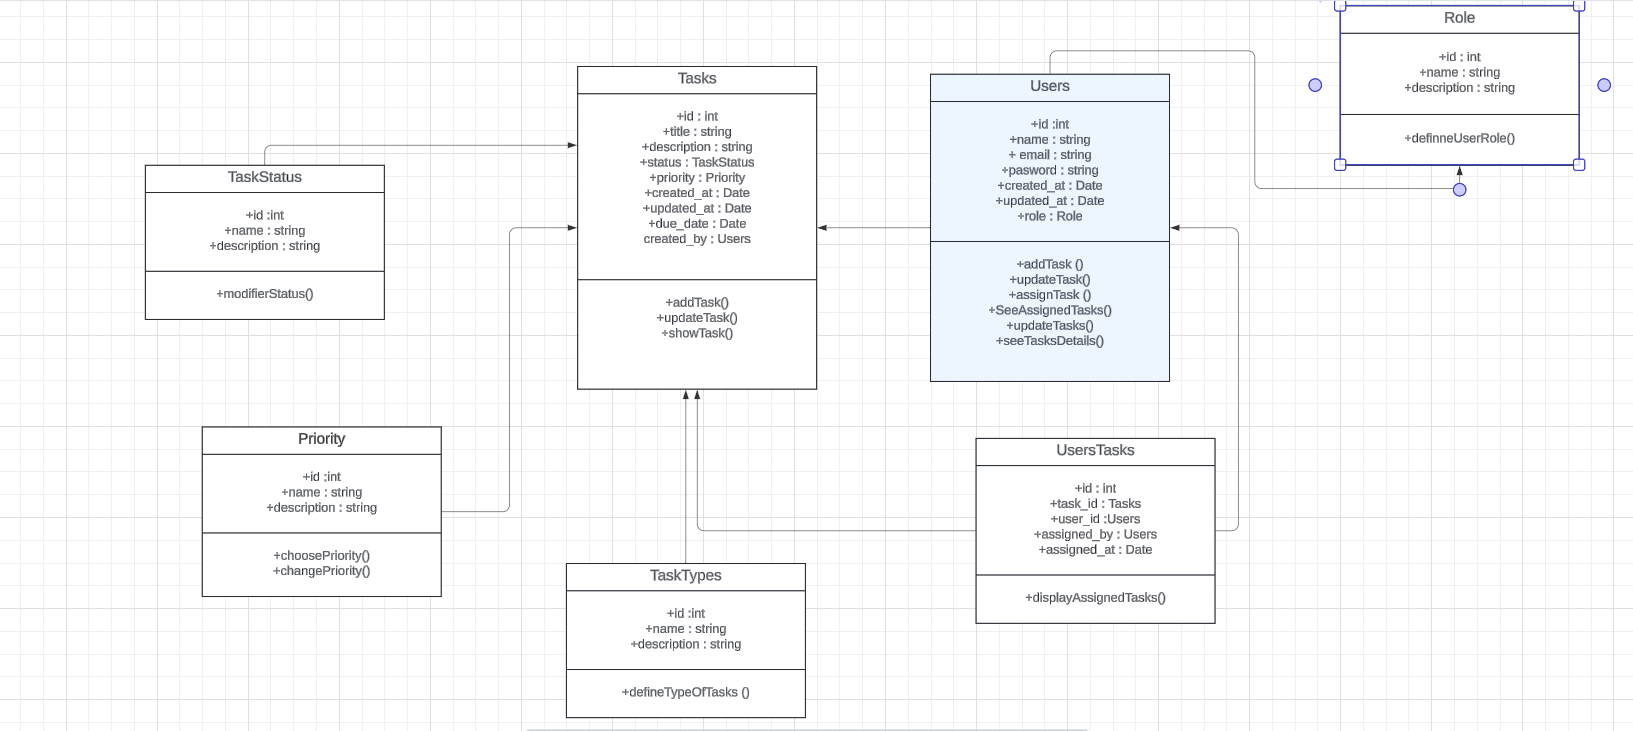 Role
+id : int
+name : string
+description : string
+definneUserRole()
Tasks
+id : int
+title : string
+description : string
+status : TaskStatus
+priority : Priority
+created_at : Date
+updated_at : Date
+due_date : Date
created_by : Users
+addTask()
+updateTask()
+showTask()
Users
+id :int
+name : string
+ email : string
+pasword : string
+created_at : Date
+updated_at : Date
+role : Role
+addTask ()
+updateTask()
+assignTask ()
+SeeAssignedTasks()
+updateTasks()
+seeTasksDetails()
TaskStatus
+id :int
+name : string
+description : string
+modifierStatus()
Priority
+id :int
+name : string
+description : string
+choosePriority()
+changePriority()
UsersTasks
+id : int
+task_id : Tasks
+user_id :Users
+assigned_by : Users
+assigned_at : Date
+displayAssignedTasks()
TaskTypes
+id :int
+name : string
+description : string
+defineTypeOfTasks ()